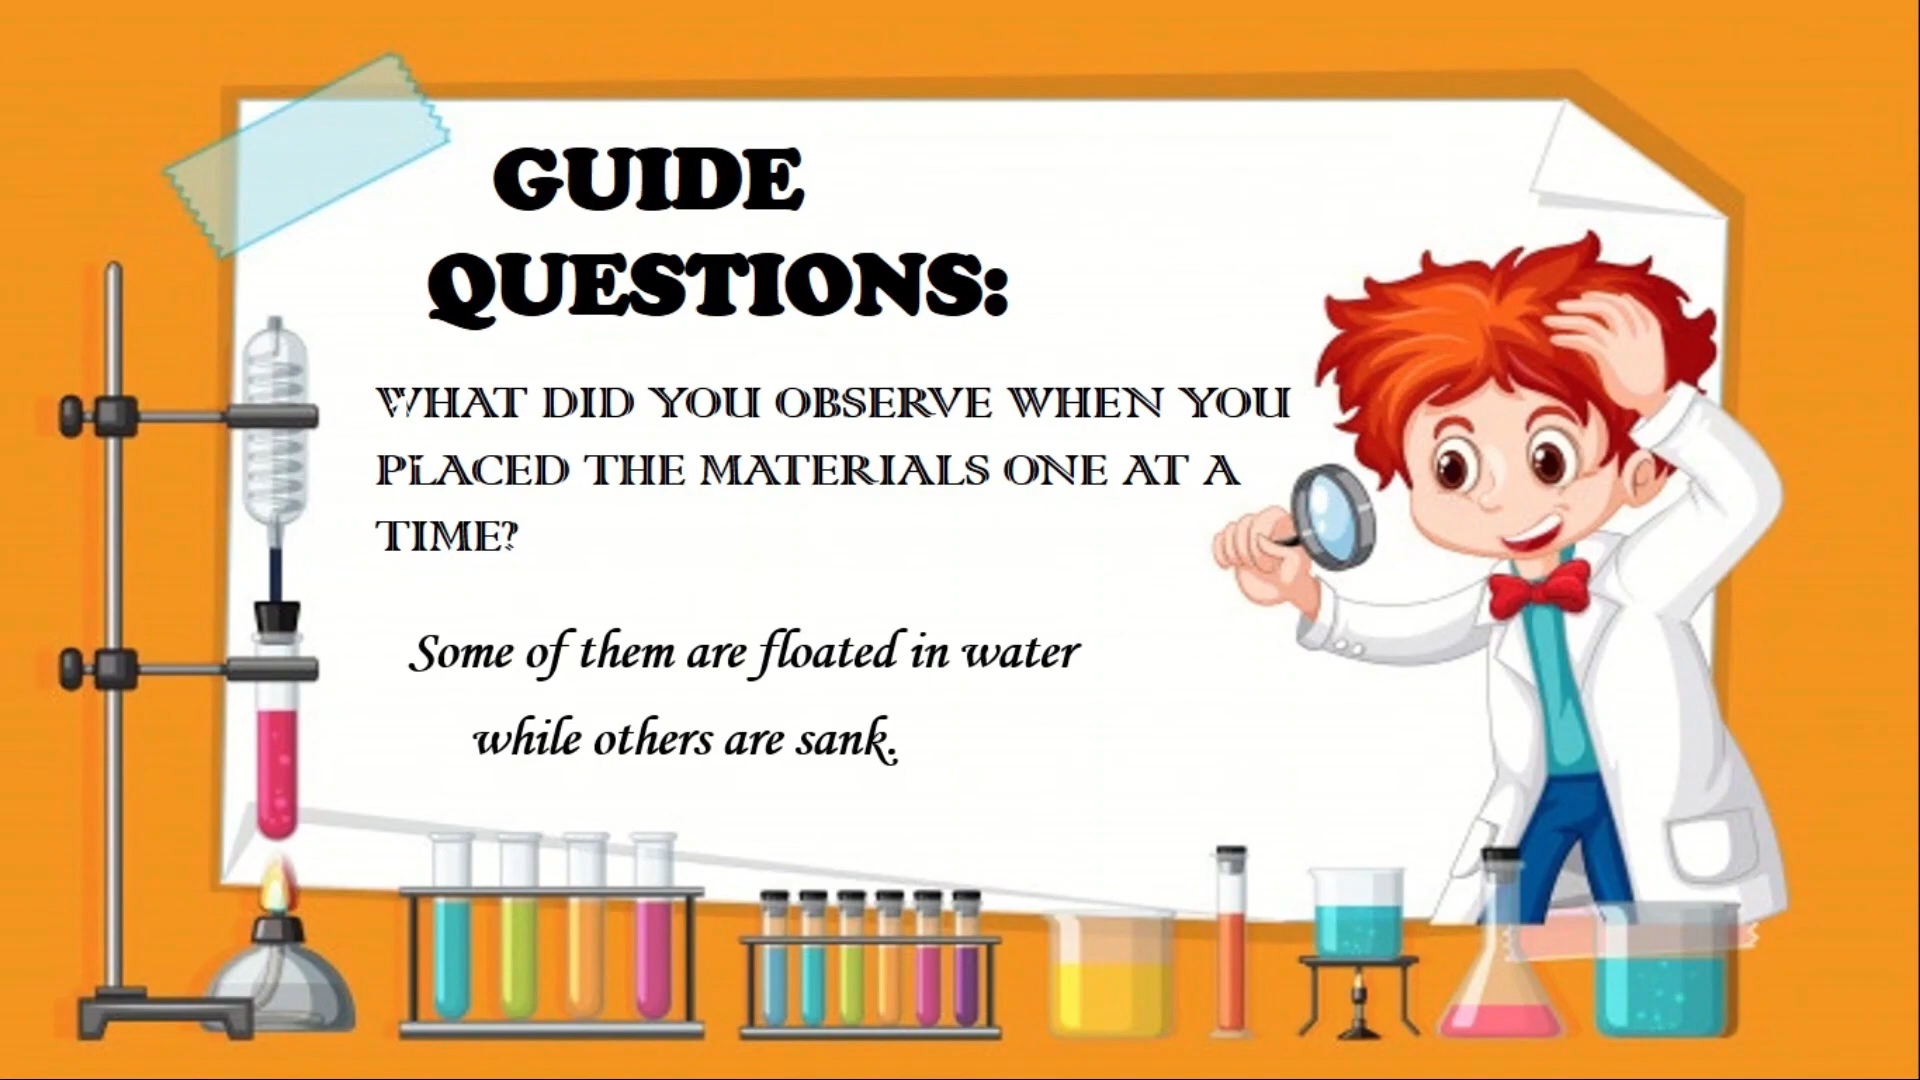 GUIDE
QUESTIONS:
WHAT DID YOU OBSERVE WHEN YOU
PLACED THE MATERIALS ONE AT A
TIME?
Some of them are floated in water
while others are sank.